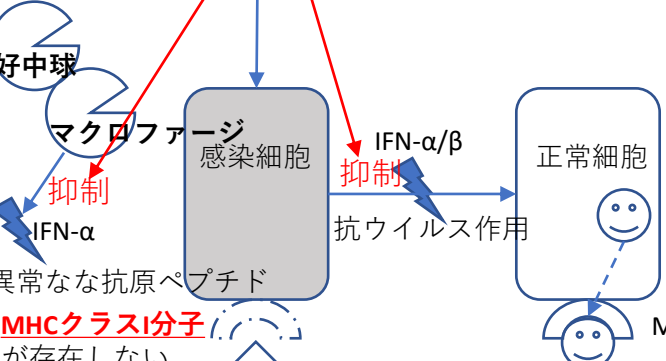 好中球
マクロファージ
感染細胞
IFN-α/β
正常細胞
抑制
抑制
抗ウイルス作用
IFN-α
異常なな抗原ペプチド
MHCクラスI分子
が存在しない
M